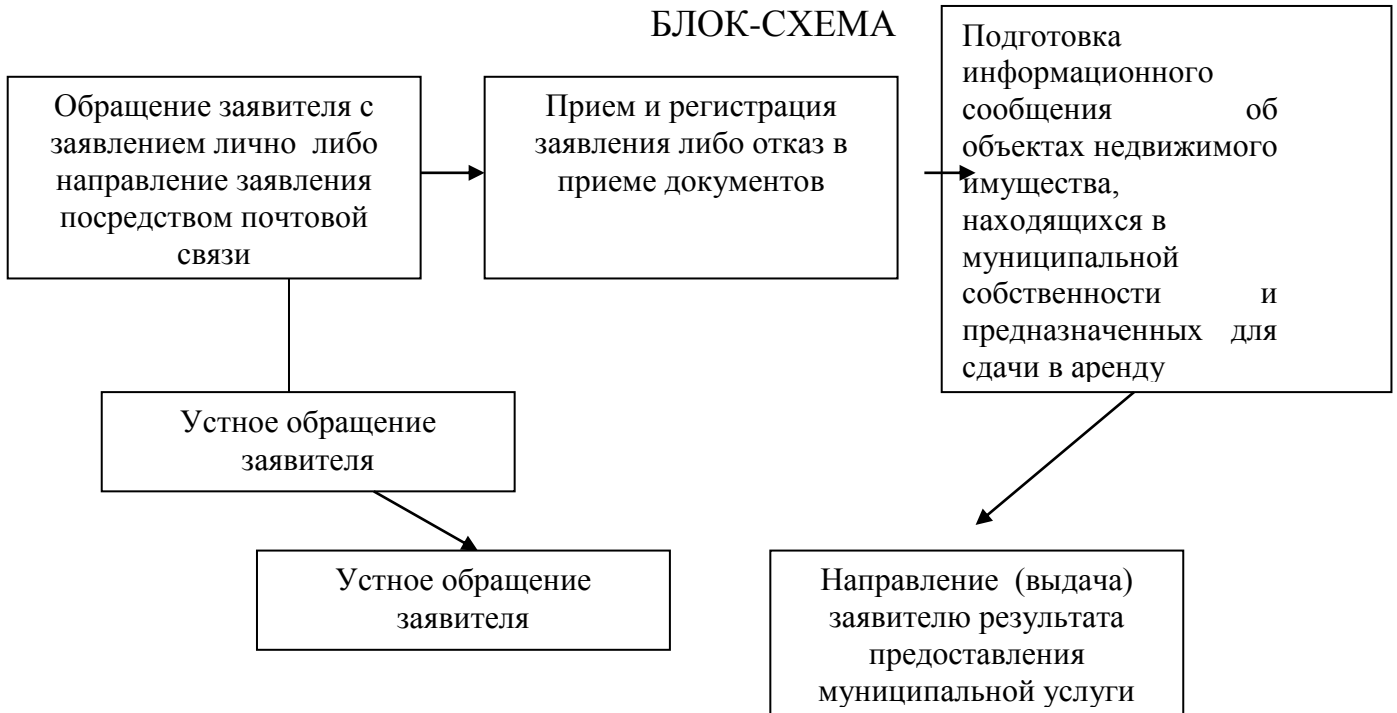 БЛОК-СХЕМА
Обращение заявителя с
заявлением лично либо
направление заявления
посредством почтовой
связи
Прием и регистрация
заявления либо отказ в
приеме документов
Подготовка
информационного
сообщения об
объектах недвижимого
имущества,
находящихся в
муниципальной
собственности и
предназначенных для
сдачи в аренду
Устное обращение
заявителя
Устное обращение
заявителя
Направление (выдача)
заявителю результата
предоставления
муниципальной услуги